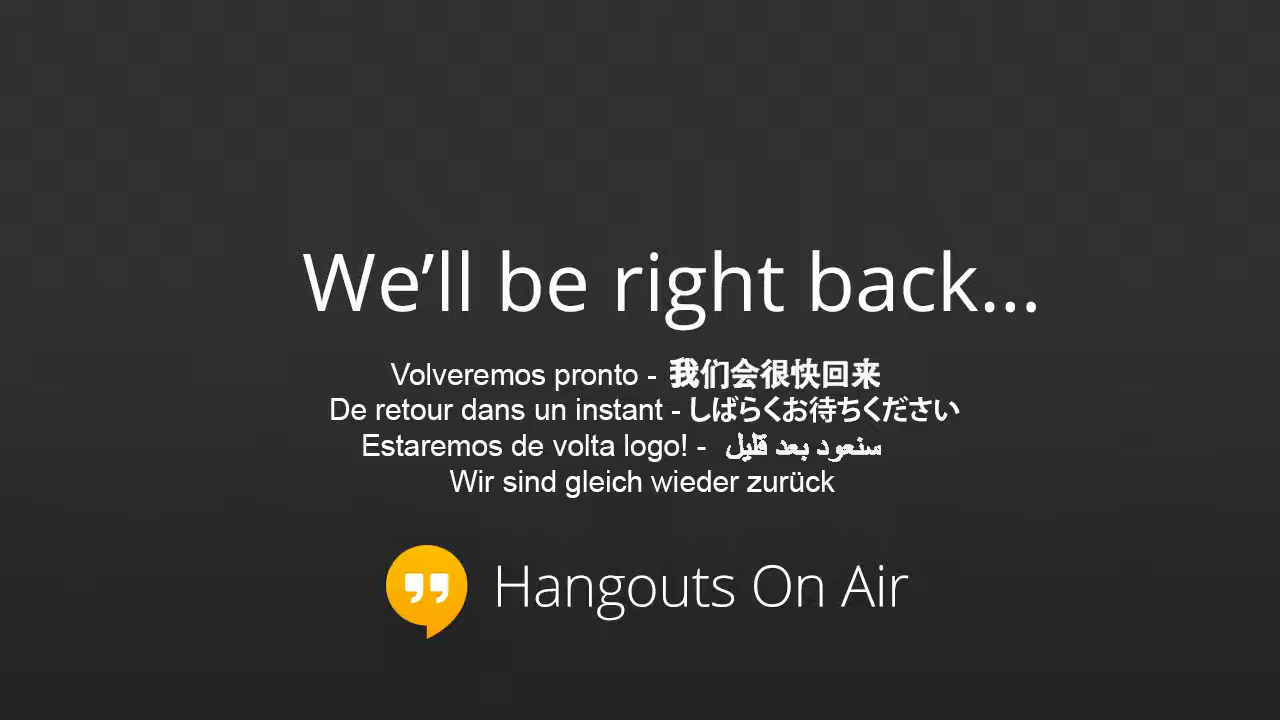 We’ll be right back...
Volveremos pronto - 我们会很快回来
De retour dans un instant - しばらくお待ちください
Estaremos de volta logo! - سنعود بعد قليل
Wir sind gleich wieder zurück
Hangouts On Air